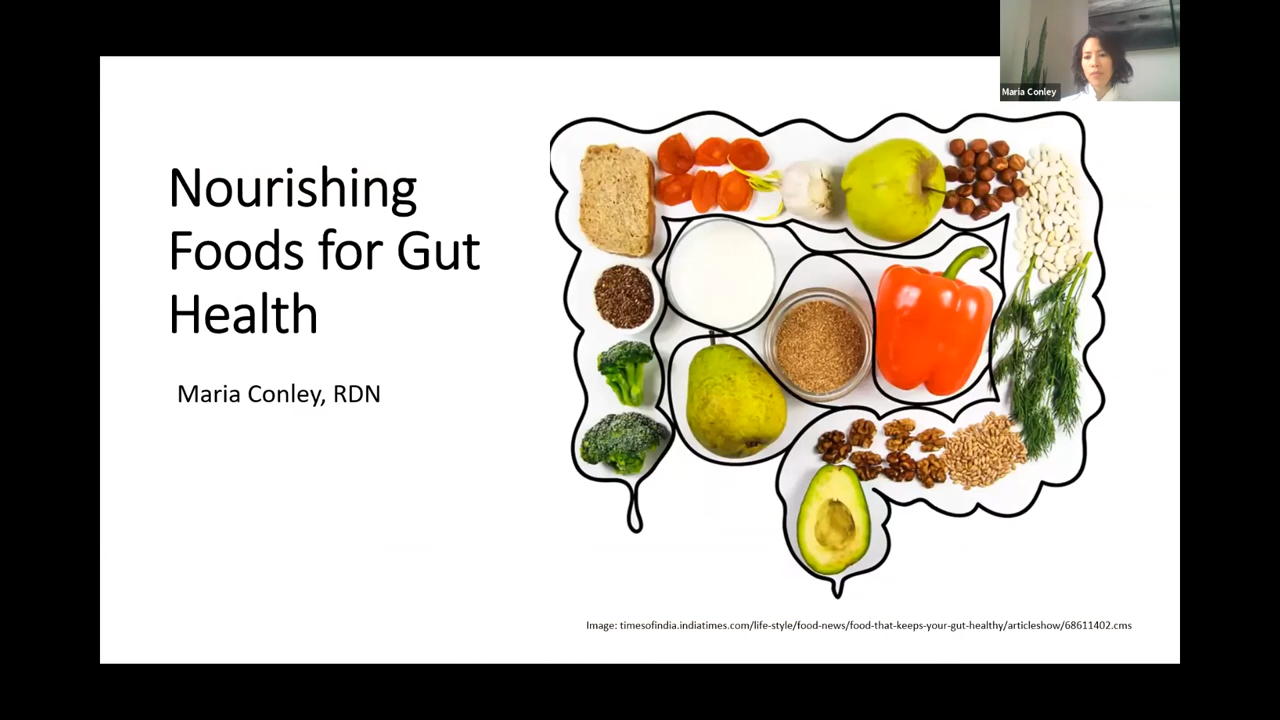 Maria Conley
Nourishing
Foods for Gut
Health
Maria Conley, RDN
Image: timesofindia.indiatimes.com/life-style/food-news/food-that-keeps-your-gut-healthy/articleshow/68611402.cms